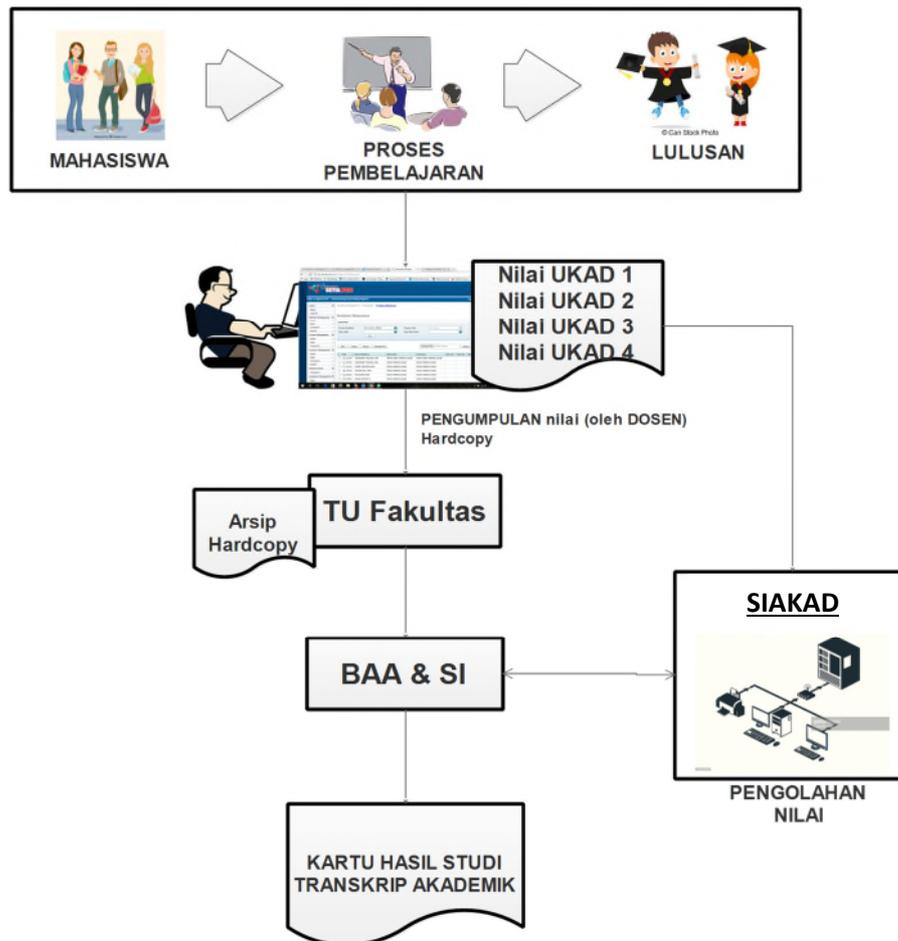 MAHASISWA
PROSES
PEMBELAJARAN
© Can Stock Photo
LULUSAN
Nilai UKAD 1
Nilai UKAD 2
Nilai UKAD 3
Nilai UKAD 4
PENGUMPULAN nilai (oleh DOSEN)
Hardcopy
Arsip
Hardcopy
TU Fakultas
SIAKAD
BAA & SI
PENGOLAHAN
NILAI
KARTU HASIL STUDI
TRANSKRIP AKADEMIK